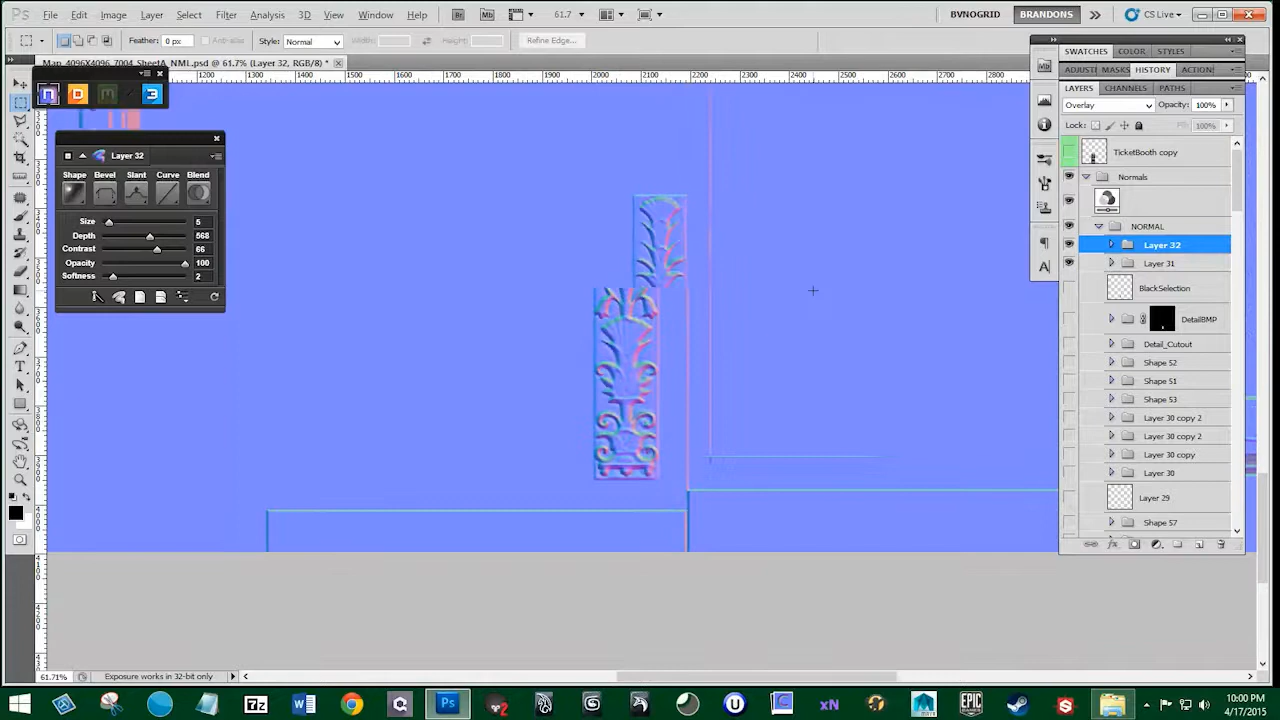 Ps File Edit Image Layer Select Filter Analysis 3D View Window Help Br Mb 61.7 BVNOGRID BRANDONS CS Live
Feather: 0 px Anti-alias Style: Normal Width: Height: Refine Edge...
Map_4096X4096_7004_SheetA_NML.psd @ 61.7% (Layer 32, RGB/8) *
1200 1300 1400 1500 2000 2100 2200 2300 2400 2500 2600 2700 2800
Layer 32
Shape Bevel Slant Curve Blend
Size 5
Depth 568
Contrast 66
Opacity 100
Softness 2
SWATCHES COLOR STYLES
ADJUSTI MASKS HISTORY ACTION:
LAYERS CHANNELS PATHS
Overlay Opacity: 100%
Lock: Fill: 100%
TicketBooth copy
Normals
NORMAL
Layer 32
Layer 31
BlackSelection
DetailBMP
Detail_Cutout
Shape 52
Shape 51
Shape 53
Layer 30 copy 2
Layer 30 copy 2
Layer 30 copy
Layer 30
Layer 29
Shape 57
61.71% Exposure works in 32-bit only
10:00 PM
4/17/2015